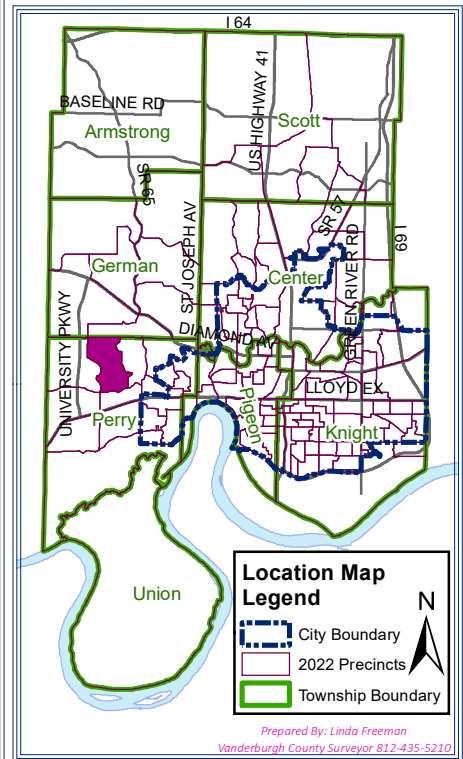 I 64
US HIGHWAY 41
BASELINE RD
Scott
Armstrong
SR 65
SR 57
ST JOSEPH AV
GREEN RIVER RD
I 69
German
Center
UNIVERSITY PKWY
DIAMOND AV
LLOYD EX
Perry
Pigeon
Knight
Union
Location Map
Legend
N
City Boundary
2022 Precincts
Township Boundary
Prepared By: Linda Freeman
Vanderburgh County Surveyor 812-435-5210